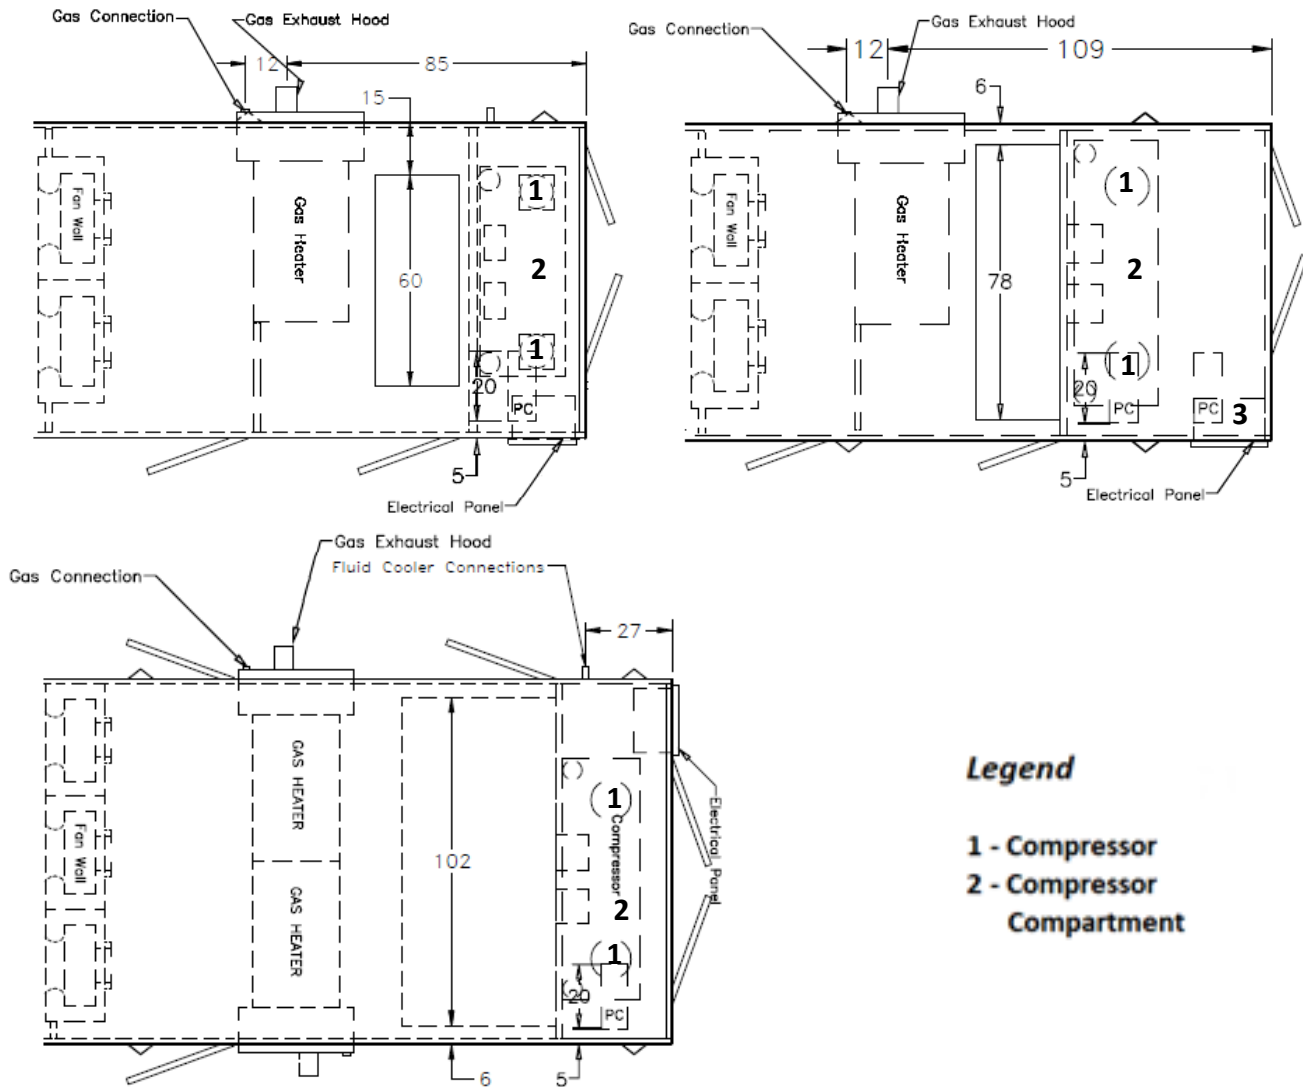 Gas Connection
Gas Exhaust Hood
12
85
15
Fan Wall
Gas Heater
60
1
2
1
20
PC
5
Electrical Panel
Gas Connection
Gas Exhaust Hood
12
109
6
Fan Wall
Gas Heater
78
1
2
1
20
PC
PC
3
5
Electrical Panel
Gas Exhaust Hood
Fluid Cooler Connections
Gas Connection
27
Fan Wall
GAS HEATER
GAS HEATER
102
1
Compressor
2
1
20
PC
Electrical Panel
6
5
Legend
1 - Compressor
2 - Compressor
Compartment